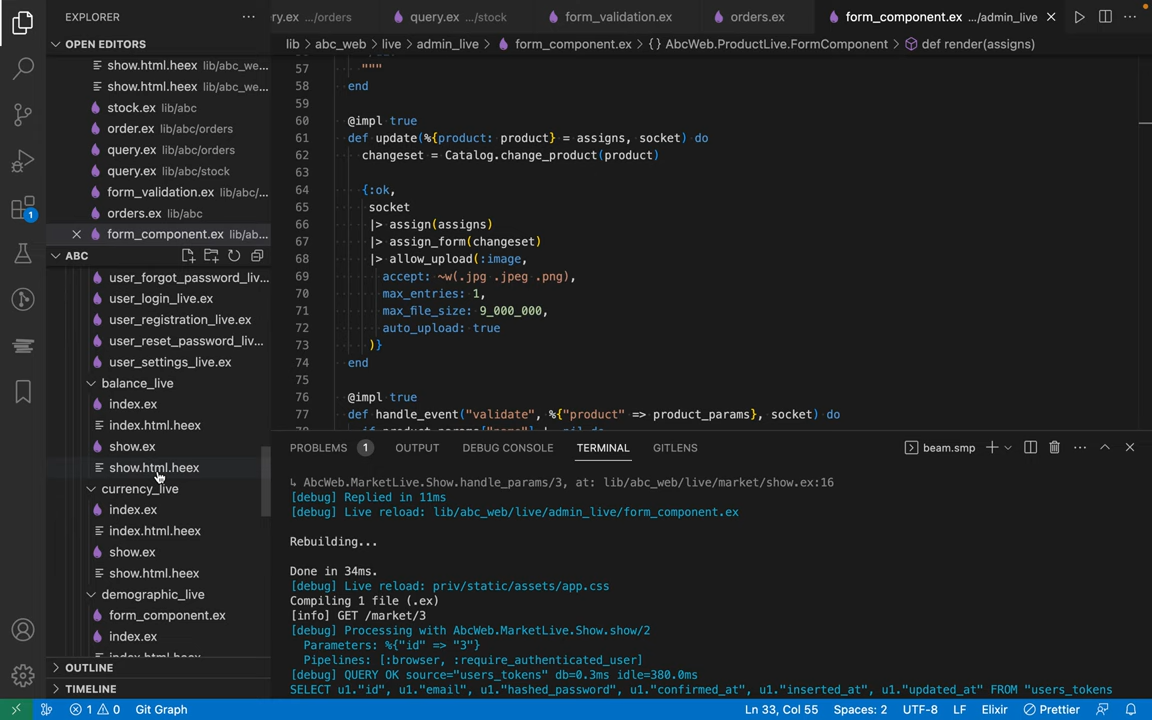 EXPLORER
OPEN EDITORS
show.html.heex lib/abc_we...
show.html.heex lib/abc_we...
stock.ex lib/abc
order.ex lib/abc/orders
query.ex lib/abc/orders
query.ex lib/abc/stock
form_validation.ex lib/abc/...
orders.ex lib/abc
form_component.ex lib/ab...
ABC
user_forgot_password_liv...
user_login_live.ex
user_registration_live.ex
user_reset_password_liv...
user_settings_live.ex
balance_live
index.ex
index.html.heex
show.ex
show.html.heex
currency_live
index.ex
index.html.heex
show.ex
show.html.heex
demographic_live
form_component.ex
index.ex
index.html.heex
OUTLINE
TIMELINE
ery.ex .../orders query.ex .../stock form_validation.ex orders.ex form_component.ex .../admin_live
lib > abc_web > live > admin_live > form_component.ex > {} AbcWeb.ProductLive.FormComponent > def render(assigns)
57 """
58 end
59
60 @impl true
61 def update(%{product: product} = assigns, socket) do
62 changeset = Catalog.change_product(product)
63
64 {:ok,
65 socket
66 |> assign(assigns)
67 |> assign_form(changeset)
68 |> allow_upload(:image,
69 accept: ~w(.jpg .jpeg .png),
70 max_entries: 1,
71 max_file_size: 9_000_000,
72 auto_upload: true
73 )}
74 end
75
76 @impl true
77 def handle_event("validate", %{"product" => product_params}, socket) do
PROBLEMS 1 OUTPUT DEBUG CONSOLE TERMINAL GITLENS beam.smp
↳ AbcWeb.MarketLive.Show.handle_params/3, at: lib/abc_web/live/market/show.ex:16
[debug] Replied in 11ms
[debug] Live reload: lib/abc_web/live/admin_live/form_component.ex
Rebuilding...
Done in 34ms.
[debug] Live reload: priv/static/assets/app.css
Compiling 1 file (.ex)
[info] GET /market/3
[debug] Processing with AbcWeb.MarketLive.Show.show/2
Parameters: %{"id" => "3"}
Pipelines: [:browser, :require_authenticated_user]
[debug] QUERY OK source="users_tokens" db=0.3ms idle=380.0ms
SELECT u1."id", u1."email", u1."hashed_password", u1."confirmed_at", u1."inserted_at", u1."updated_at" FROM "users_tokens
1
1 0 Git Graph Ln 33, Col 55 Spaces: 2 UTF-8 LF Elixir Prettier